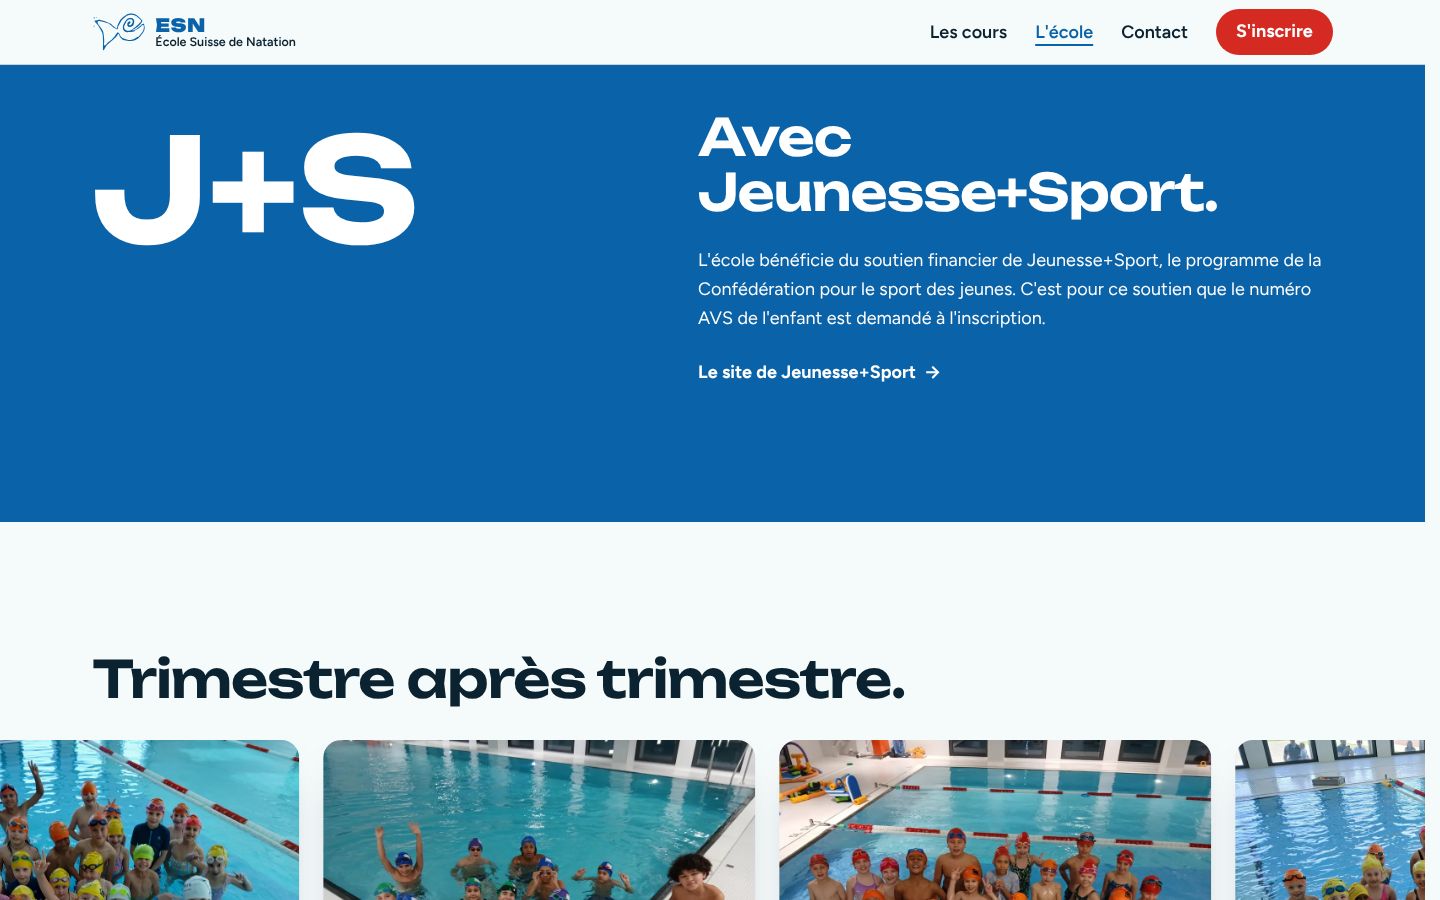 ESN
École Suisse de Natation
Les cours
L'école
Contact
S'inscrire
J+S
Avec
Jeunesse+Sport.
L'école bénéficie du soutien financier de Jeunesse+Sport, le programme de la
Confédération pour le sport des jeunes. C'est pour ce soutien que le numéro
AVS de l'enfant est demandé à l'inscription.
Le site de Jeunesse+Sport →
Trimestre après trimestre.